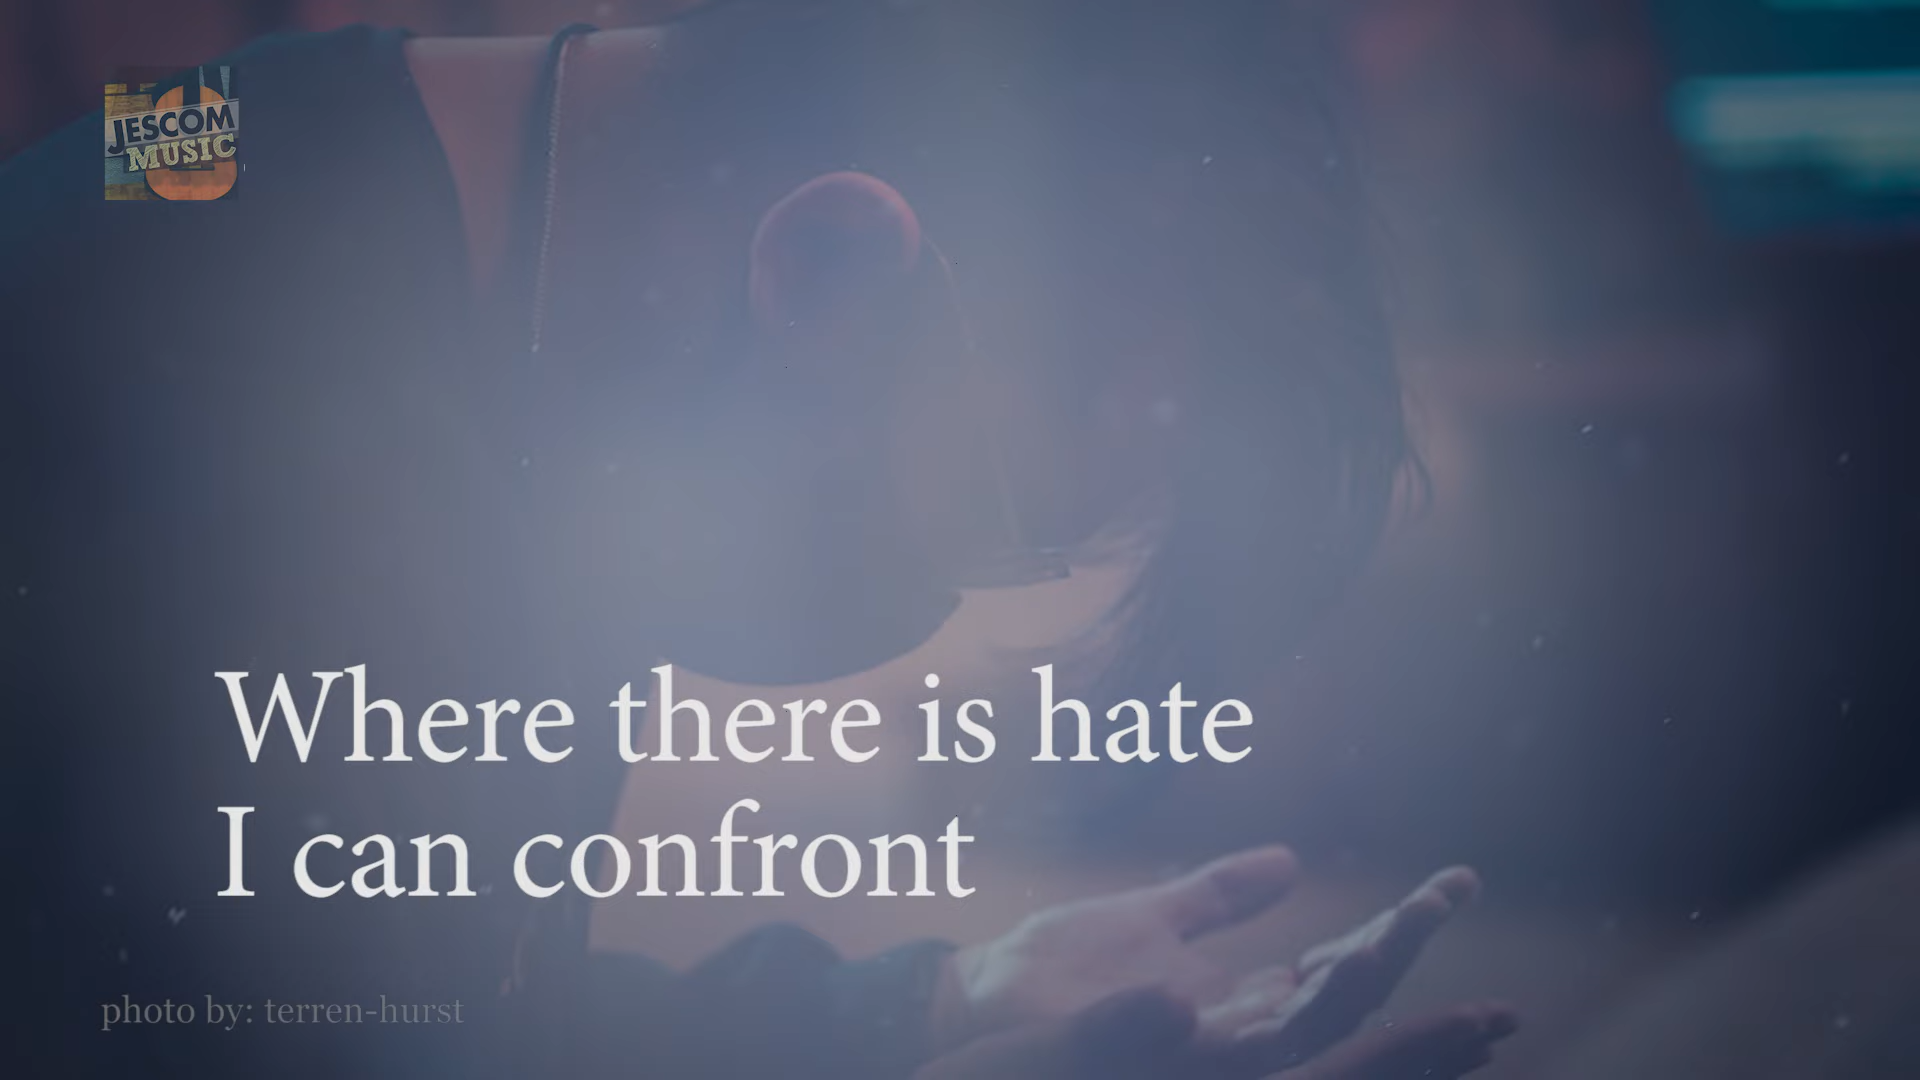 JESCOM
MUSIC
Where there is hate
I can confront
photo by: terren-hurst